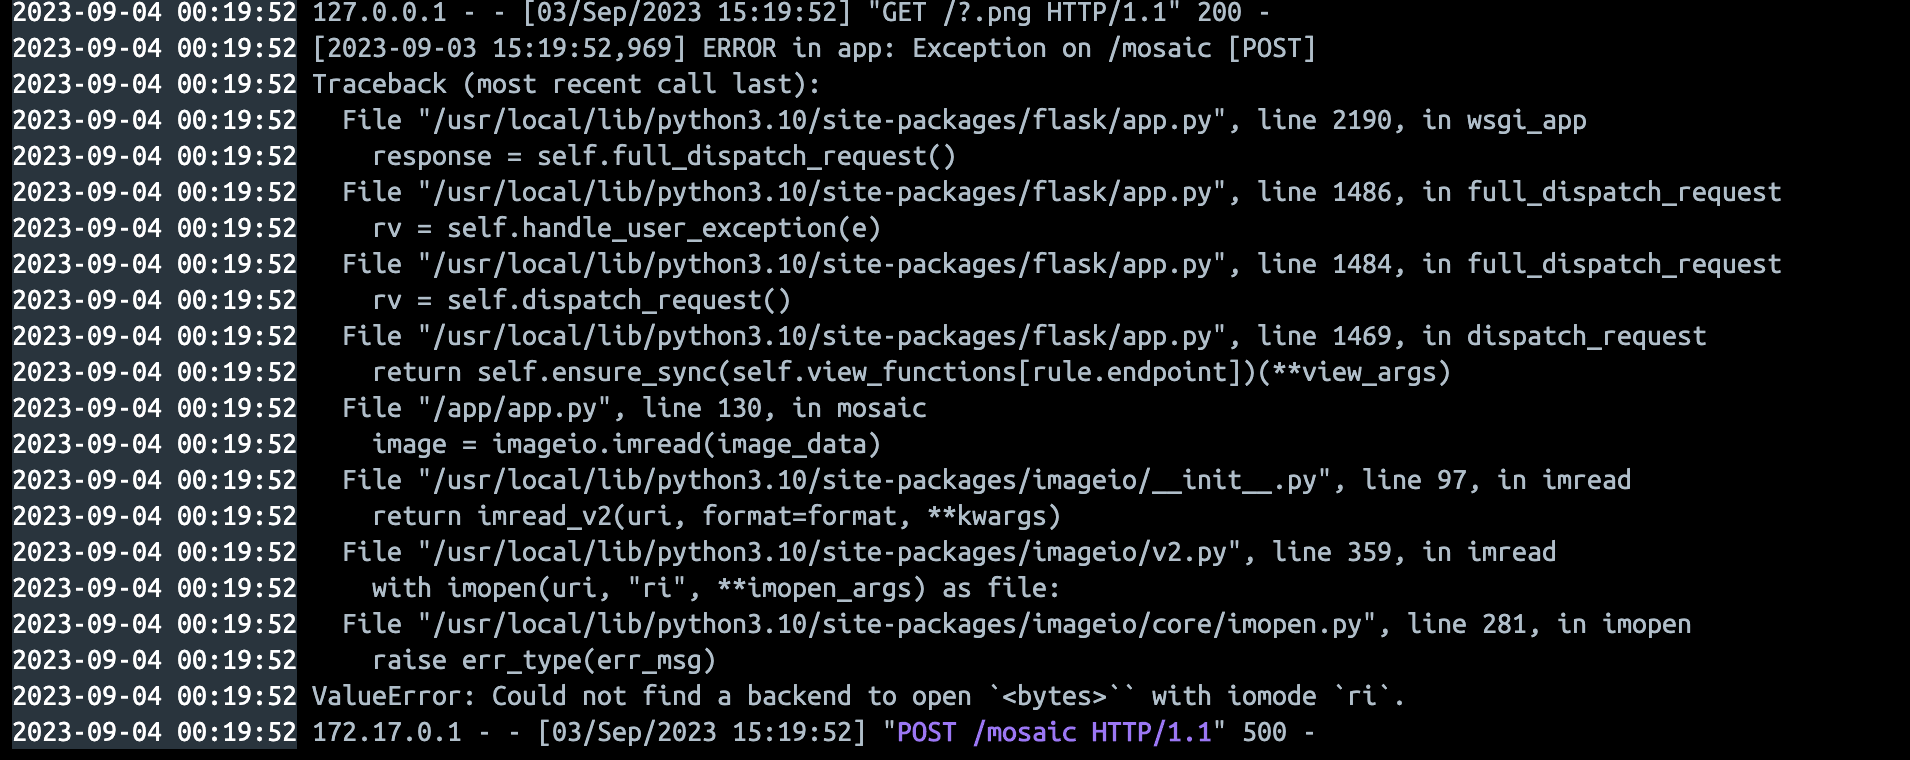 2023-09-04 00:19:52 127.0.0.1 - - [03/Sep/2023 15:19:52] "GET /?.png HTTP/1.1" 200 -
2023-09-04 00:19:52 [2023-09-03 15:19:52,969] ERROR in app: Exception on /mosaic [POST]
2023-09-04 00:19:52 Traceback (most recent call last):
2023-09-04 00:19:52   File "/usr/local/lib/python3.10/site-packages/flask/app.py", line 2190, in wsgi_app
2023-09-04 00:19:52     response = self.full_dispatch_request()
2023-09-04 00:19:52   File "/usr/local/lib/python3.10/site-packages/flask/app.py", line 1486, in full_dispatch_request
2023-09-04 00:19:52     rv = self.handle_user_exception(e)
2023-09-04 00:19:52   File "/usr/local/lib/python3.10/site-packages/flask/app.py", line 1484, in full_dispatch_request
2023-09-04 00:19:52     rv = self.dispatch_request()
2023-09-04 00:19:52   File "/usr/local/lib/python3.10/site-packages/flask/app.py", line 1469, in dispatch_request
2023-09-04 00:19:52     return self.ensure_sync(self.view_functions[rule.endpoint])(**view_args)
2023-09-04 00:19:52   File "/app/app.py", line 130, in mosaic
2023-09-04 00:19:52     image = imageio.imread(image_data)
2023-09-04 00:19:52   File "/usr/local/lib/python3.10/site-packages/imageio/__init__.py", line 97, in imread
2023-09-04 00:19:52     return imread_v2(uri, format=format, **kwargs)
2023-09-04 00:19:52   File "/usr/local/lib/python3.10/site-packages/imageio/v2.py", line 359, in imread
2023-09-04 00:19:52     with imopen(uri, "ri", **imopen_args) as file:
2023-09-04 00:19:52   File "/usr/local/lib/python3.10/site-packages/imageio/core/imopen.py", line 281, in imopen
2023-09-04 00:19:52     raise err_type(err_msg)
2023-09-04 00:19:52 ValueError: Could not find a backend to open `<bytes>`` with iomode `ri`.
2023-09-04 00:19:52 172.17.0.1 - - [03/Sep/2023 15:19:52] "POST /mosaic HTTP/1.1" 500 -